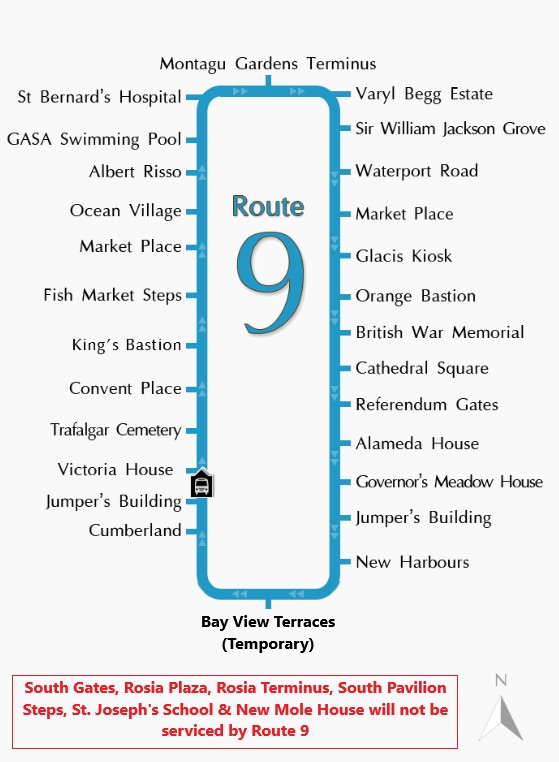 Montagu Gardens Terminus
St Bernard's Hospital
GASA Swimming Pool
Albert Risso
Ocean Village
Market Place
Fish Market Steps
King's Bastion
Convent Place
Trafalgar Cemetery
Victoria House
Jumper's Building
Cumberland
Route
9
Varyl Begg Estate
Sir William Jackson Grove
Waterport Road
Market Place
Glacis Kiosk
Orange Bastion
British War Memorial
Cathedral Square
Referendum Gates
Alameda House
Governor's Meadow House
Jumper's Building
New Harbours
Bay View Terraces
(Temporary)
South Gates, Rosia Plaza, Rosia Terminus, South Pavilion
Steps, St. Joseph's School & New Mole House will not be
serviced by Route 9
N